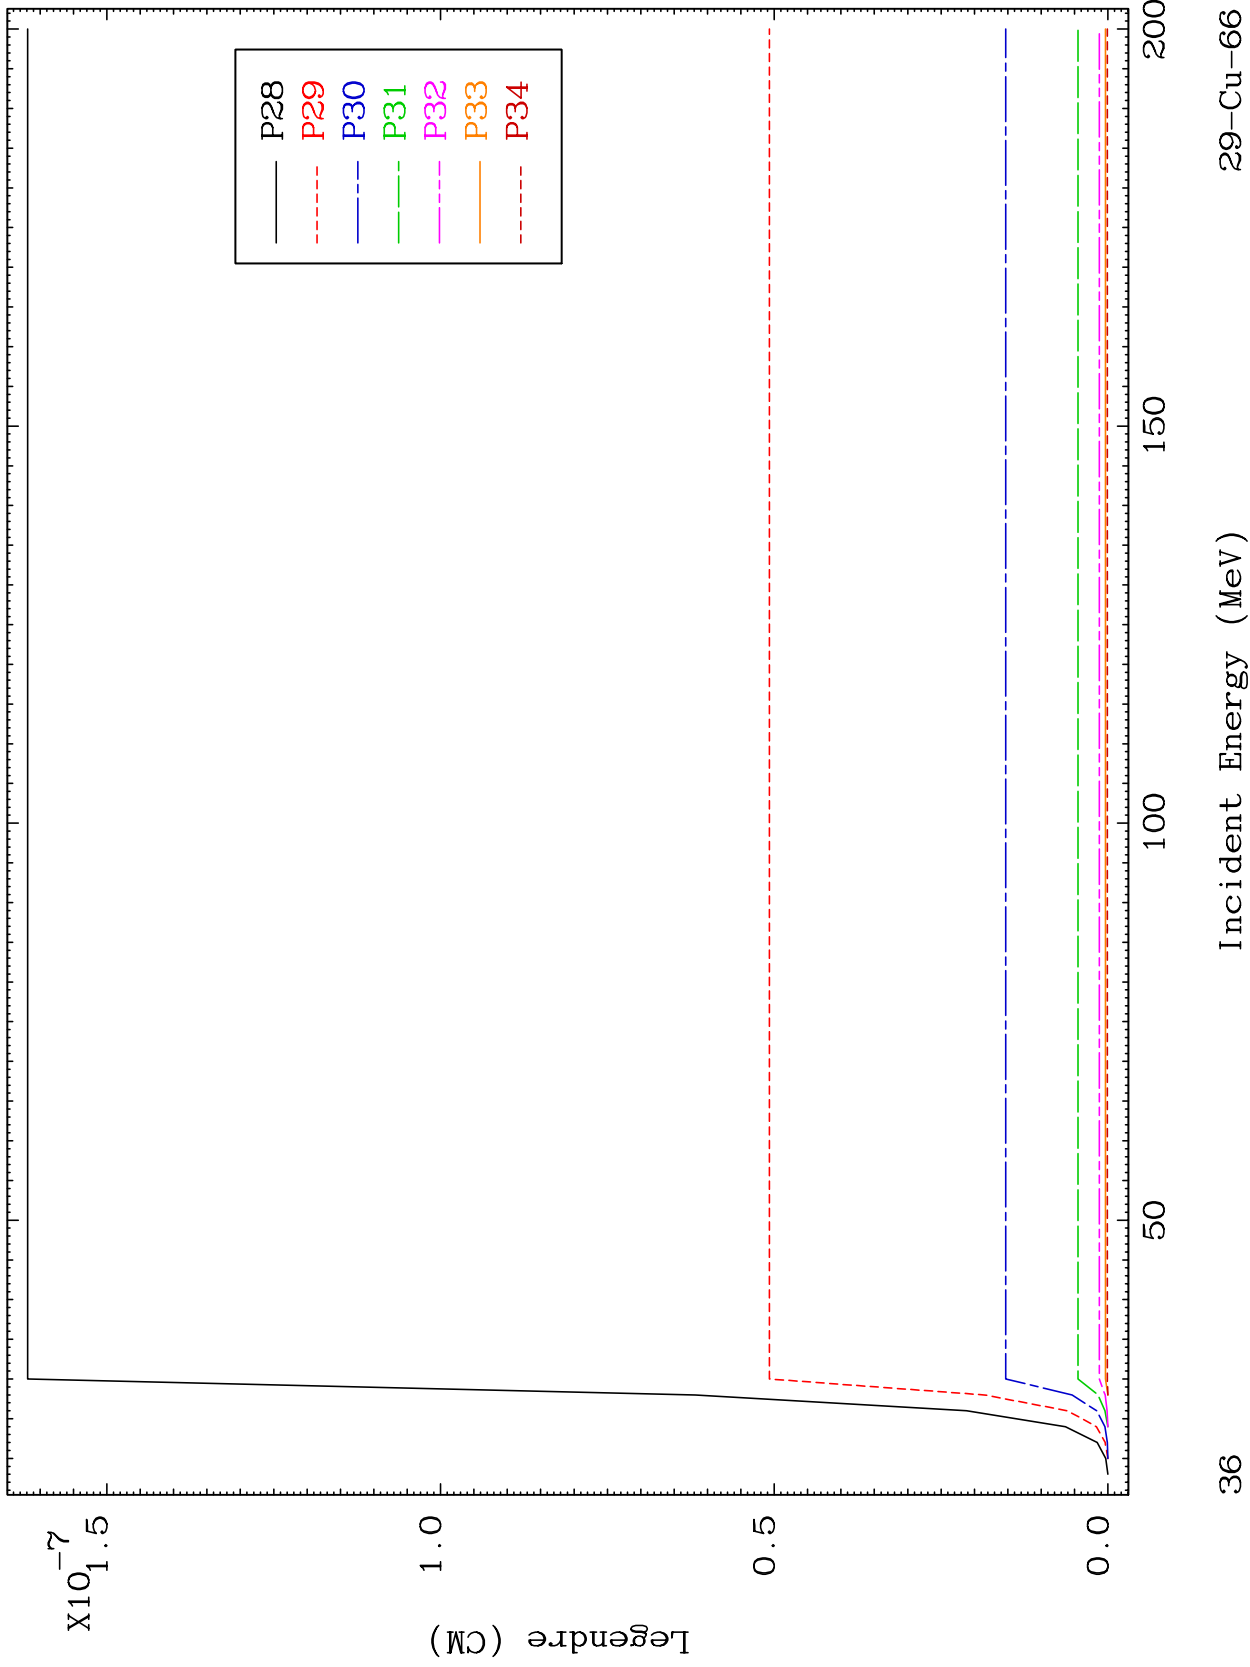 X10-7
1.5
1.0
0.5
0.0
Legendre (CM)
P28
P29
P30
P31
P32
P33
P34
50
100
150
200
36
Incident Energy (MeV)
29-Cu-66